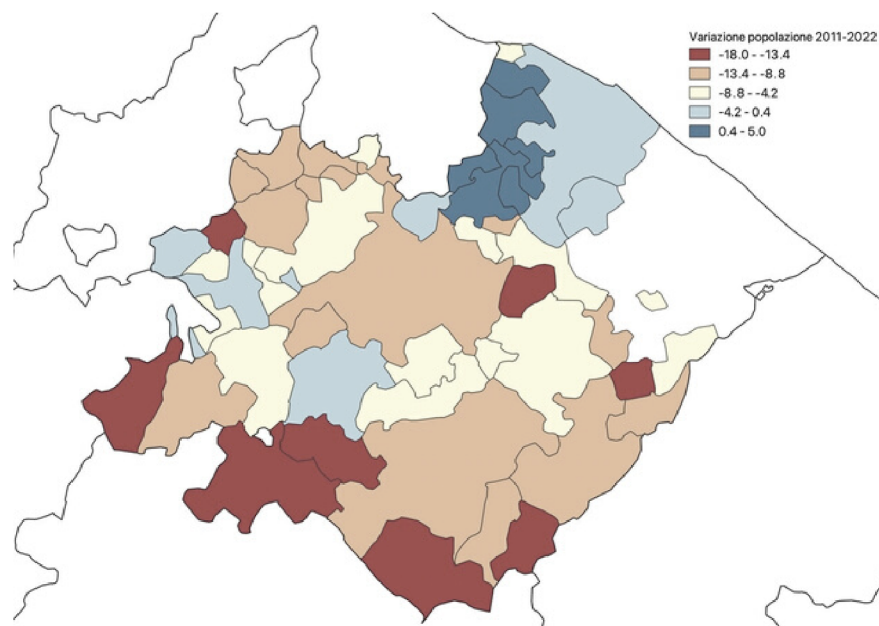 Variazione popolazione 2011-2022
-18.0 - -13.4
-13.4 - -8.8
-8.8 - -4.2
-4.2 - 0.4
0.4 - 5.0